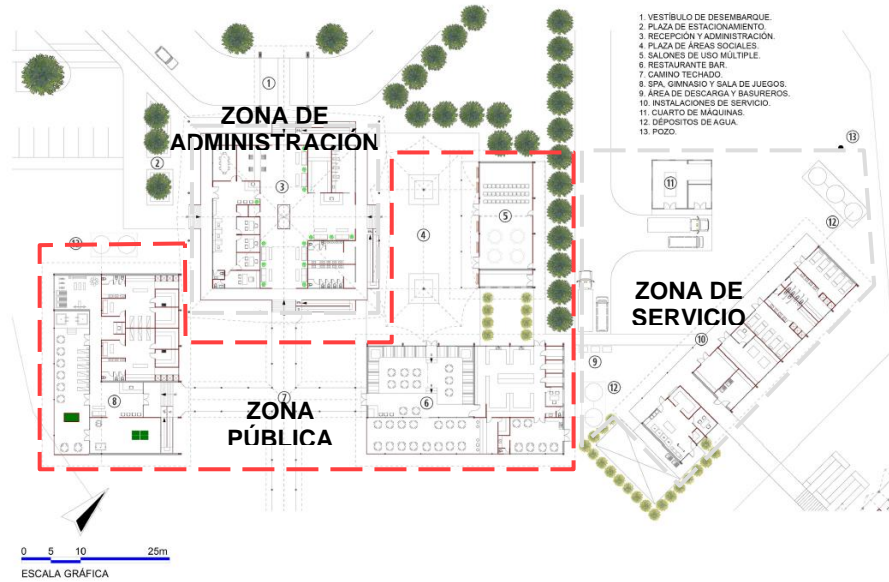 1. VESTÍBULO DE DESEMBARQUE.
2. PLAZA DE ESTACIONAMIENTO.
3. RECEPCIÓN Y ADMINISTRACIÓN.
4. PLAZA DE ÁREAS SOCIALES.
5. SALONES DE USO MÚLTIPLE.
6. RESTAURANTE BAR.
7. CAMINO TECHADO.
8. SPA, GIMNASIO Y SALA DE JUEGOS.
9. ÁREA DE DESCARGA Y BASUREROS.
10. INSTALACIONES DE SERVICIO.
11. CUARTO DE MÁQUINAS.
12. DÉPOSITOS DE AGUA.
13. POZO.
1
ZONA DE
ADMINISTRACIÓN
2
3
4
5
11
13
12
12
ZONA DE
SERVICIO
10
9
12
8
7
6
ZONA
PÚBLICA
0 5 10 25m
ESCALA GRÁFICA